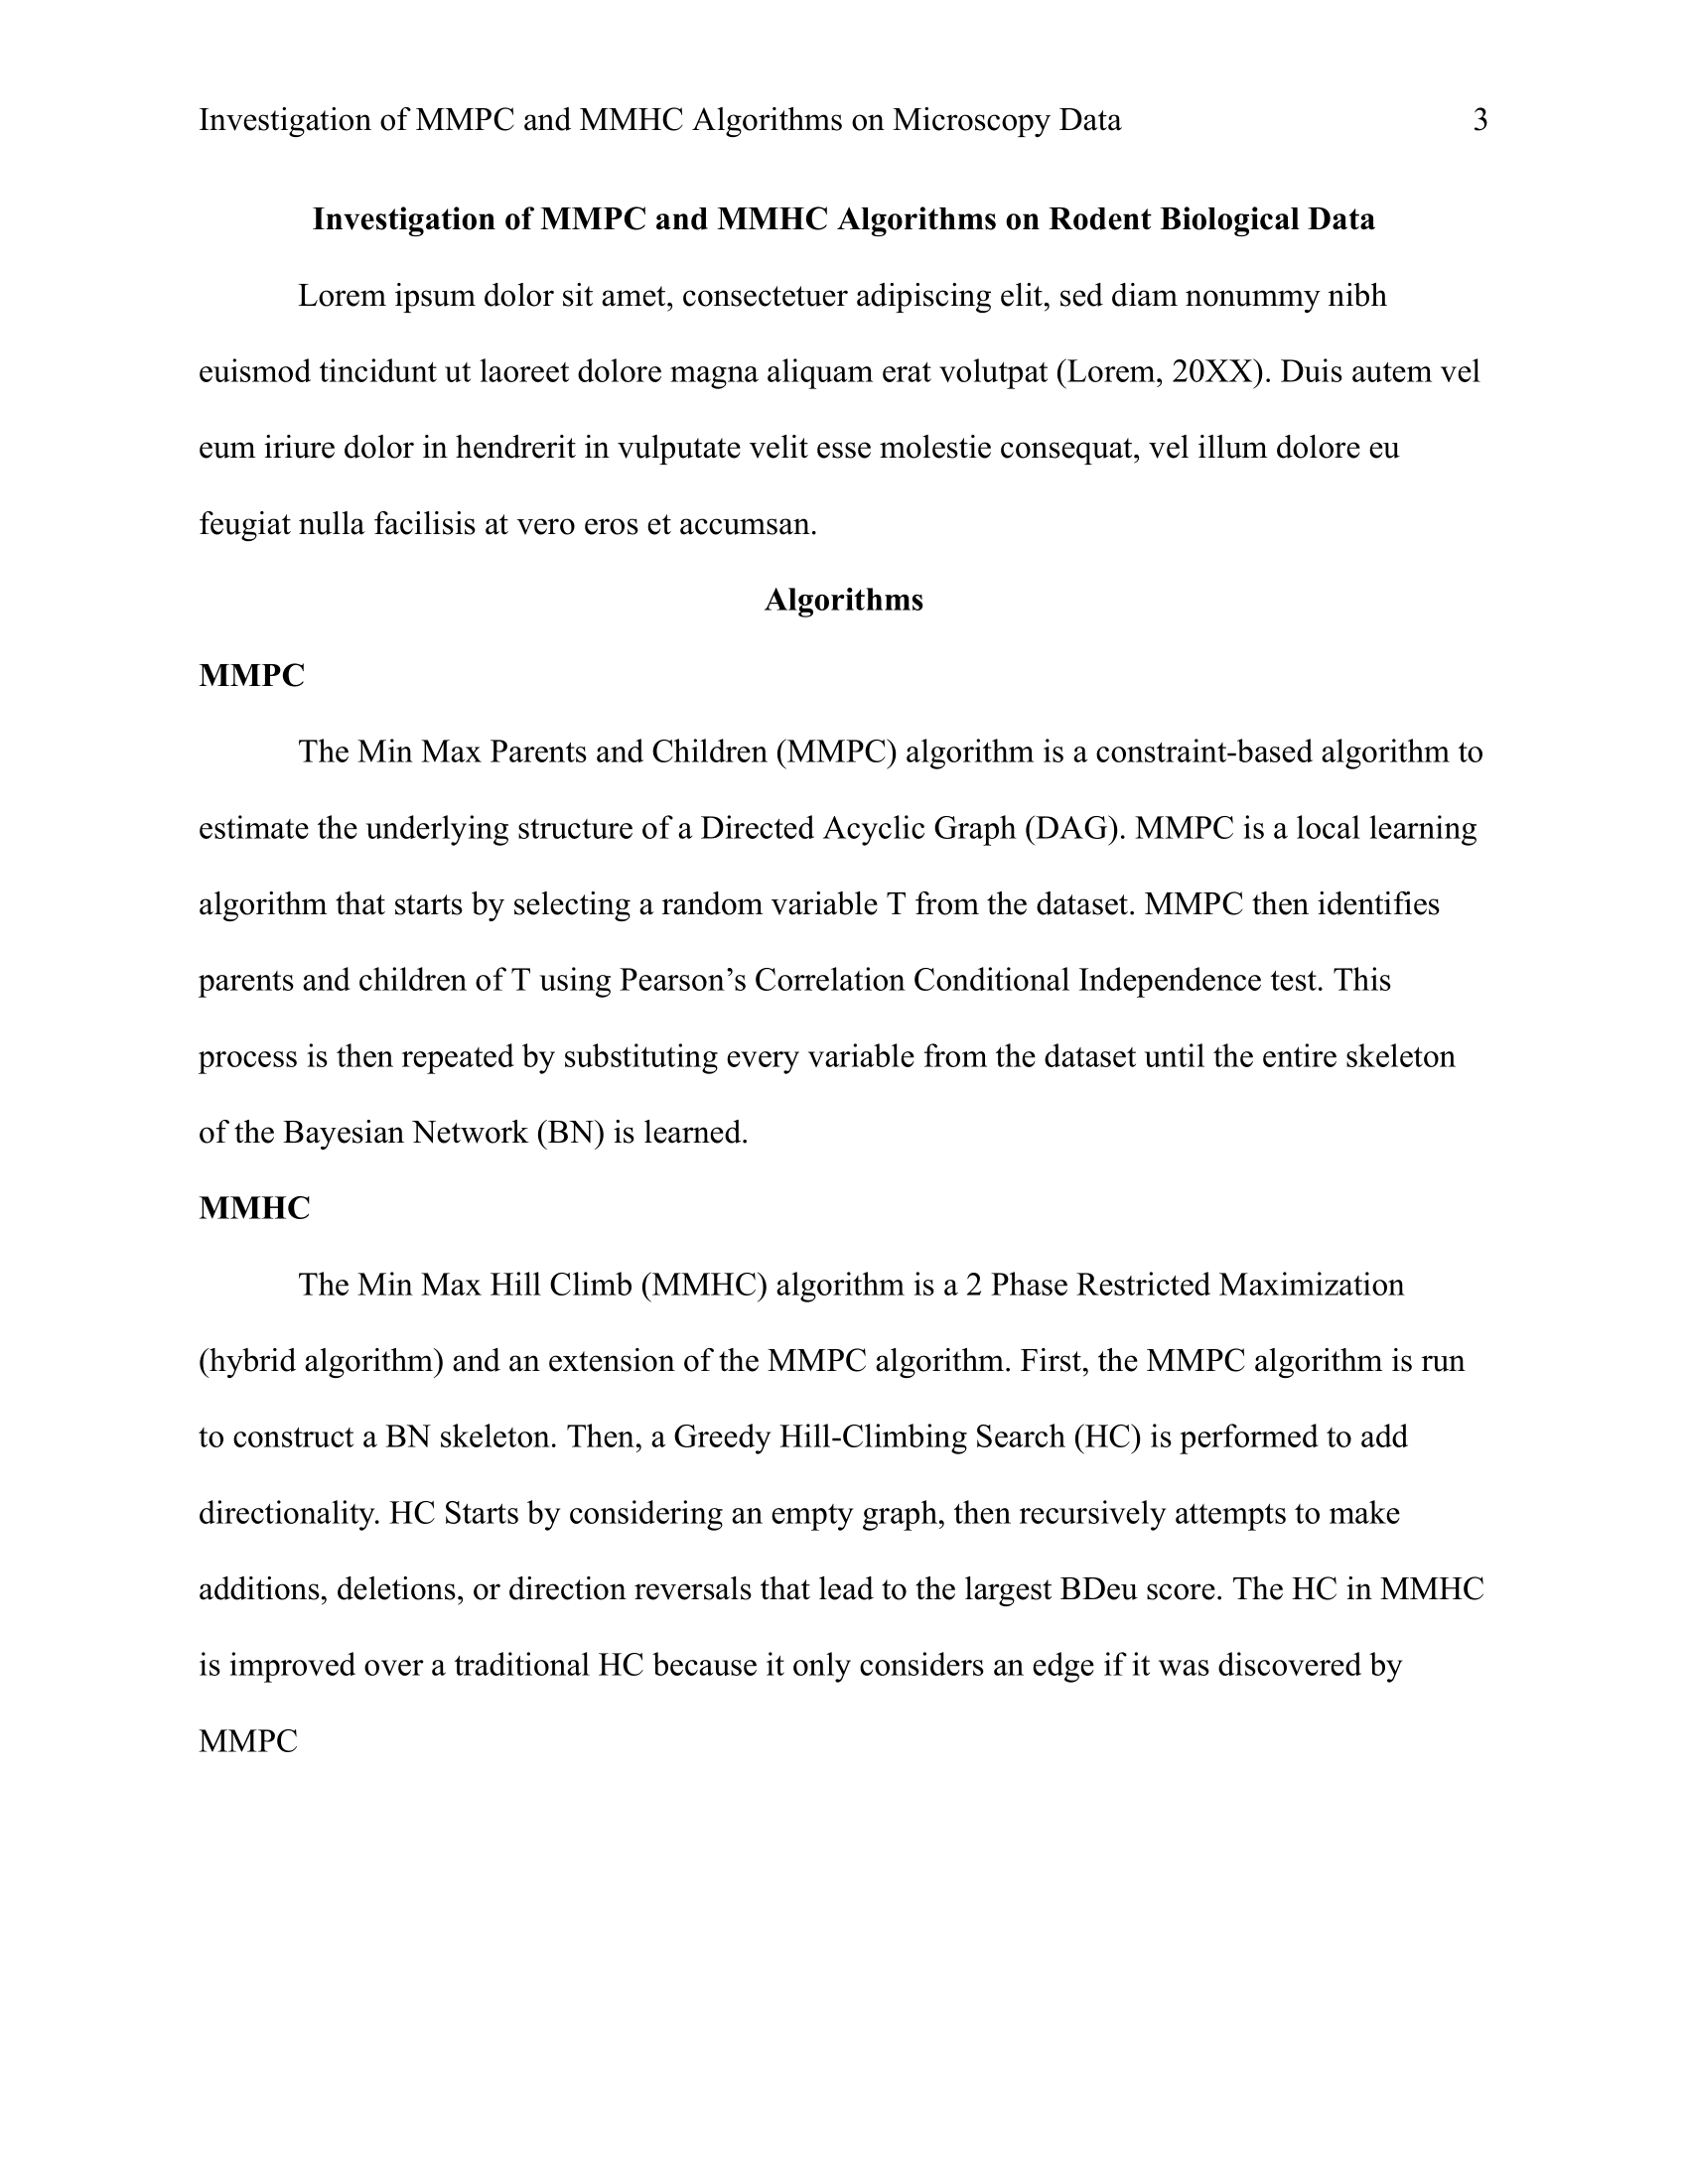 Investigation of MMPC and MMHC Algorithms on Microscopy Data 3
Investigation of MMPC and MMHC Algorithms on Rodent Biological Data
Lorem ipsum dolor sit amet, consectetuer adipiscing elit, sed diam nonummy nibh
euismod tincidunt ut laoreet dolore magna aliquam erat volutpat (Lorem, 20XX). Duis autem vel
eum iriure dolor in hendrerit in vulputate velit esse molestie consequat, vel illum dolore eu
feugiat nulla facilisis at vero eros et accumsan.
Algorithms
MMPC
The Min Max Parents and Children (MMPC) algorithm is a constraint-based algorithm to
estimate the underlying structure of a Directed Acyclic Graph (DAG). MMPC is a local learning
algorithm that starts by selecting a random variable T from the dataset. MMPC then identifies
parents and children of T using Pearson’s Correlation Conditional Independence test. This
process is then repeated by substituting every variable from the dataset until the entire skeleton
of the Bayesian Network (BN) is learned.
MMHC
The Min Max Hill Climb (MMHC) algorithm is a 2 Phase Restricted Maximization
(hybrid algorithm) and an extension of the MMPC algorithm. First, the MMPC algorithm is run
to construct a BN skeleton. Then, a Greedy Hill-Climbing Search (HC) is performed to add
directionality. HC Starts by considering an empty graph, then recursively attempts to make
additions, deletions, or direction reversals that lead to the largest BDeu score. The HC in MMHC
is improved over a traditional HC because it only considers an edge if it was discovered by
MMPC